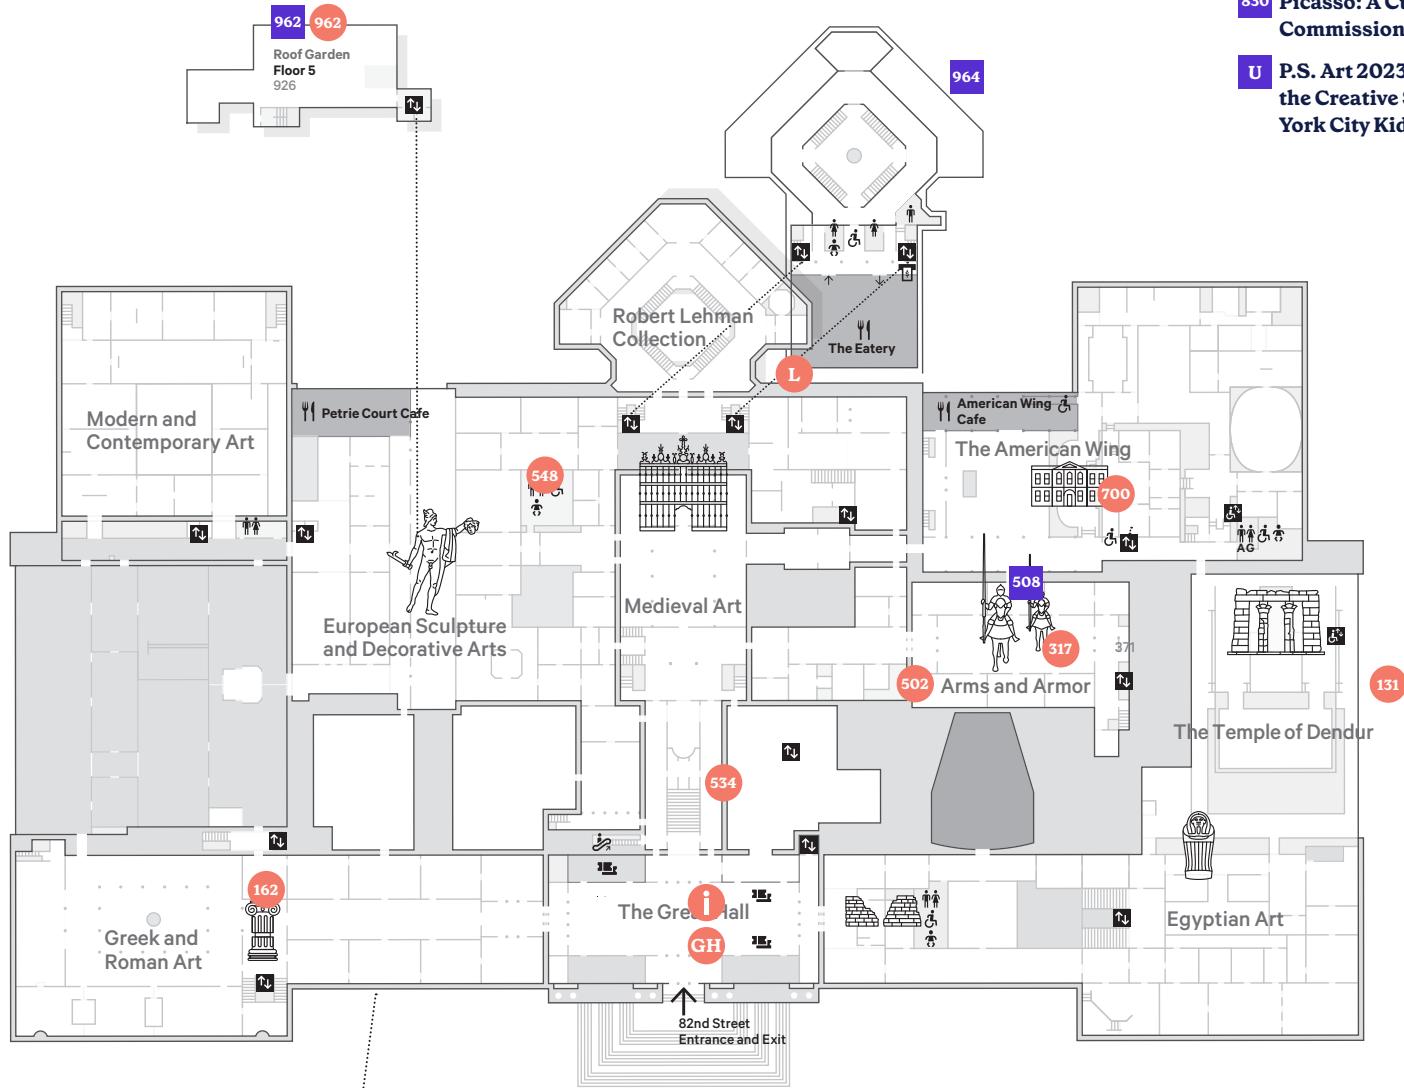 962
962
Roof Garden
Floor 5
926
964
830
Commission
U
P.S. Art 2023
the Creative
York City Kid
Robert Lehman
Collection
The Eatery
L
Modern and
Contemporary Art
Petrie Court Cafe
American Wing
Cafe
The American Wing
548
700
AG
508
Medieval Art
European Sculpture
and Decorative Arts
317
371
502
Arms and Armor
131
The Temple of Dendur
534
162
i
The Great Hall
GH
Greek and
Roman Art
Egyptian Art
82nd Street
Entrance and Exit